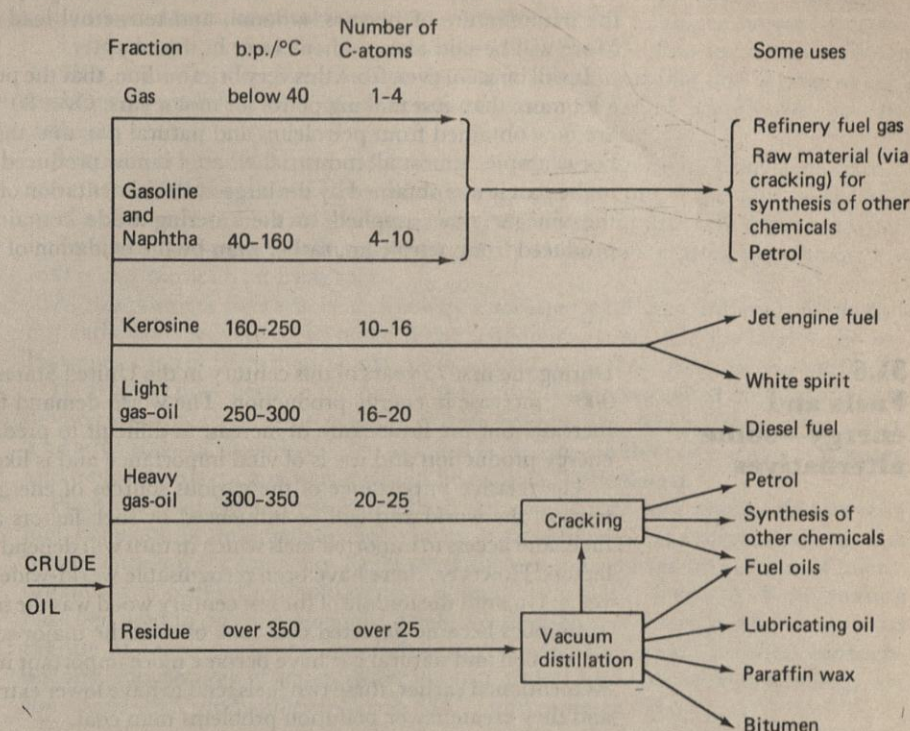 Fraction b.p./°C Number of C-atoms Some uses
Gas below 40 1–4
Refinery fuel gas
Raw material (via
cracking) for
synthesis of other
chemicals
Petrol
Gasoline
and
Naphtha 40–160 4–10
Kerosine 160–250 10–16
Jet engine fuel
White spirit
Light
gas-oil 250–300 16–20
Diesel fuel
Heavy
gas-oil 300–350 20–25
Cracking
Petrol
Synthesis of
other chemicals
Fuel oils
CRUDE
OIL
Residue over 350 over 25
Vacuum
distillation
Lubricating oil
Paraffin wax
Bitumen